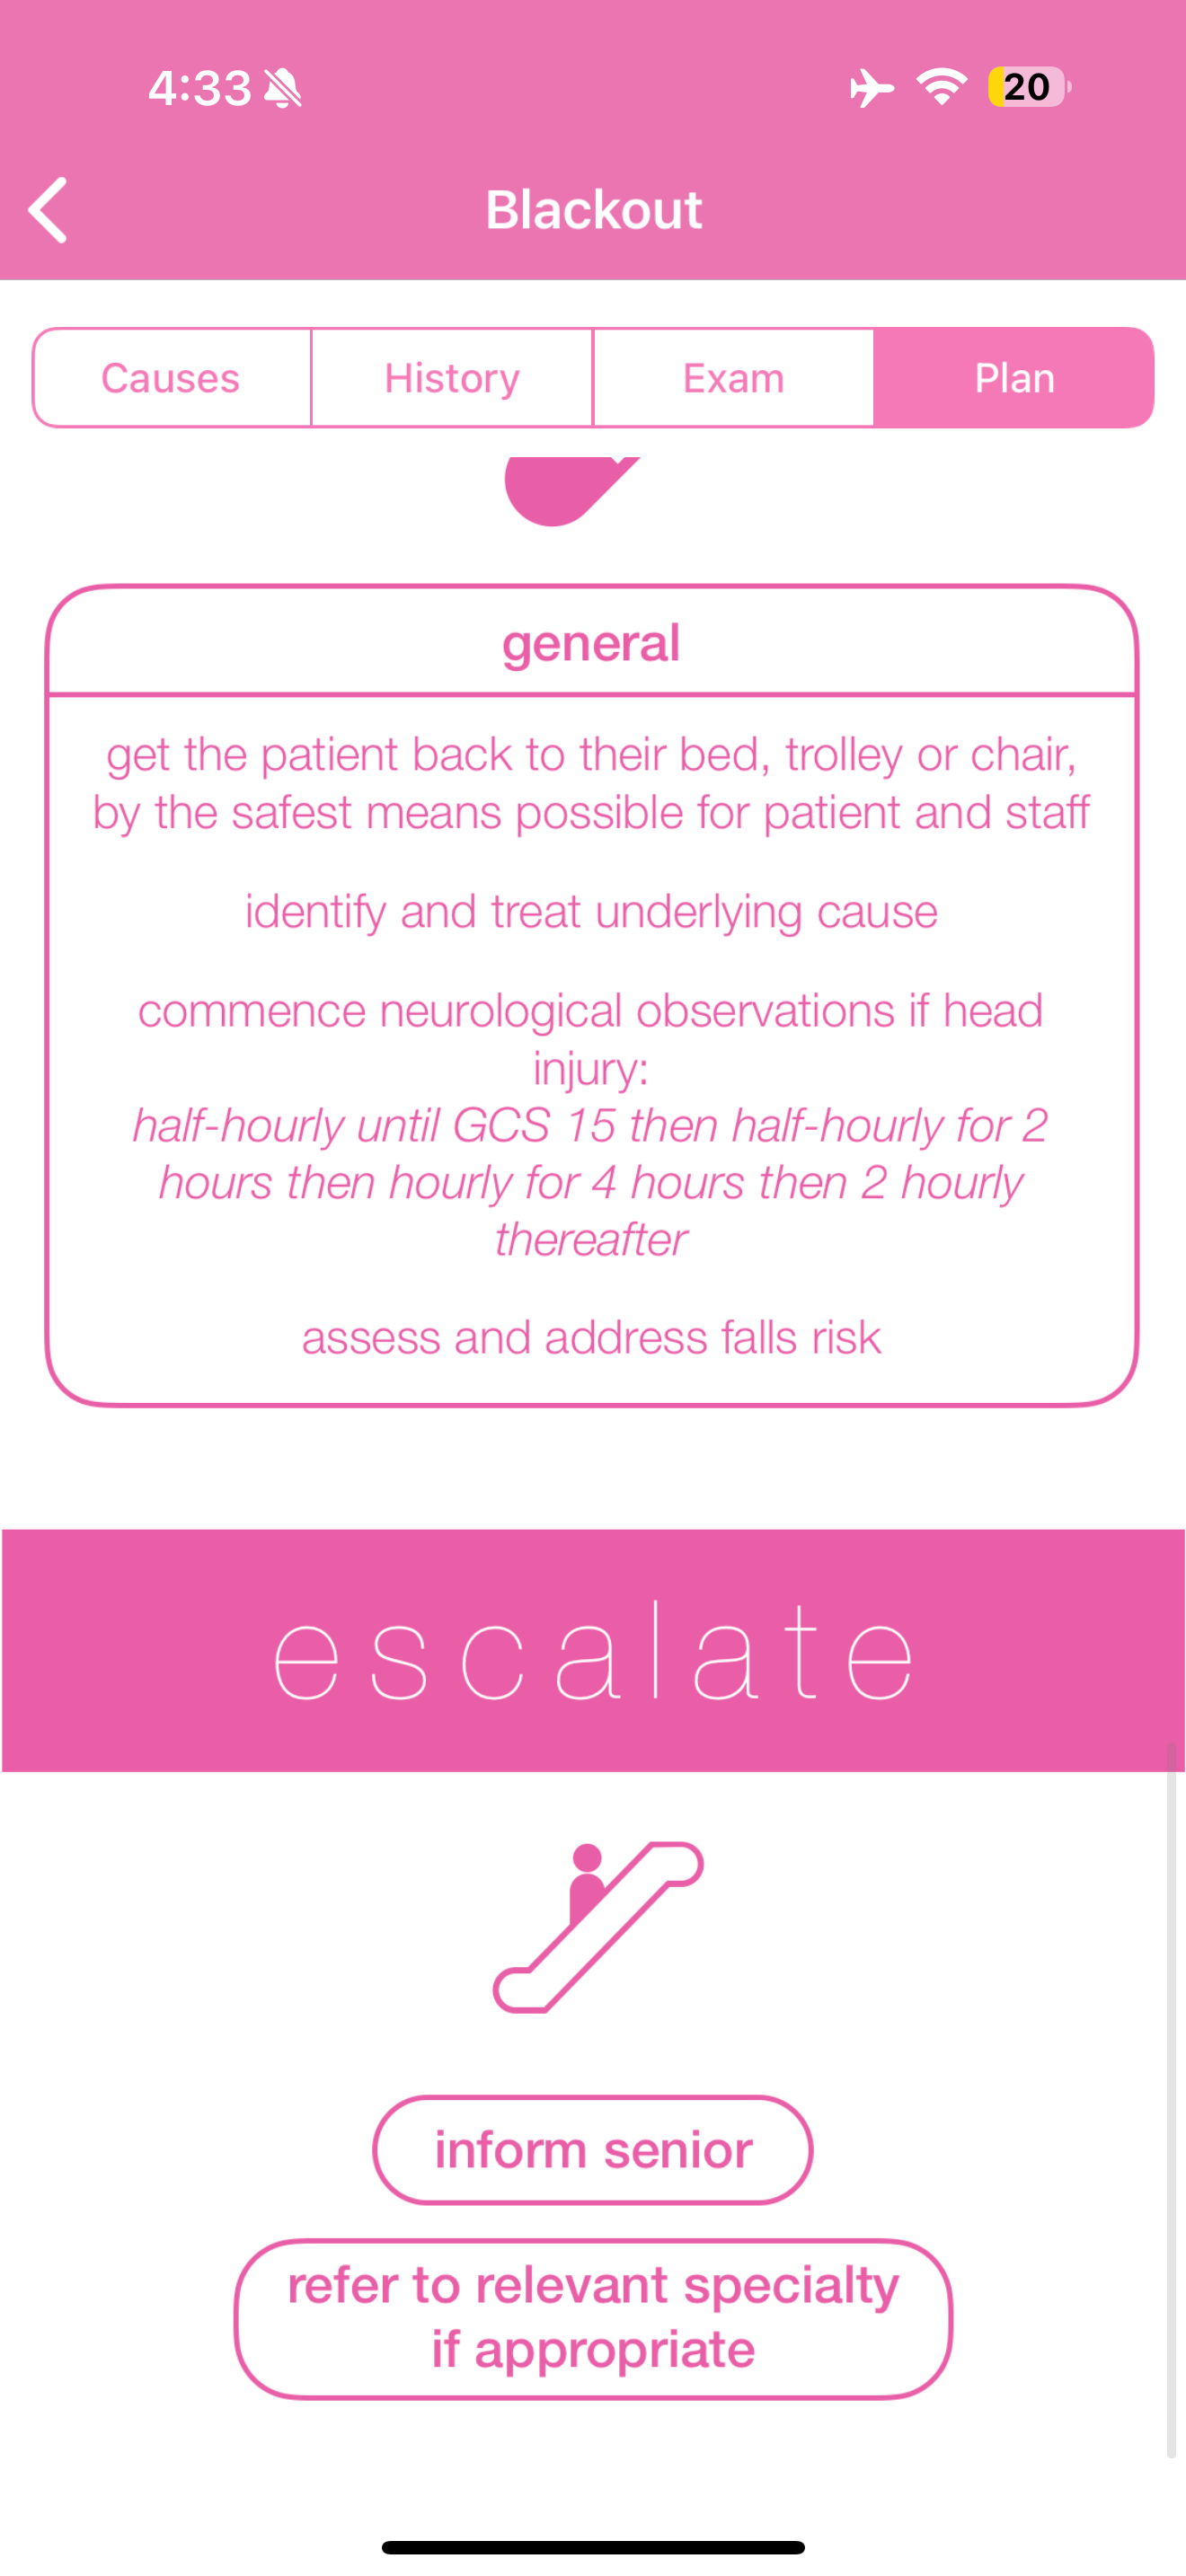 4:33
20
Blackout
Causes
History
Exam
Plan
general
get the patient back to their bed, trolley or chair,
by the safest means possible for patient and staff
identify and treat underlying cause
commence neurological observations if head
injury:
half-hourly until GCS 15 then half-hourly for 2
hours then hourly for 4 hours then 2 hourly
thereafter
assess and address falls risk
escalate
inform senior
refer to relevant specialty
if appropriate